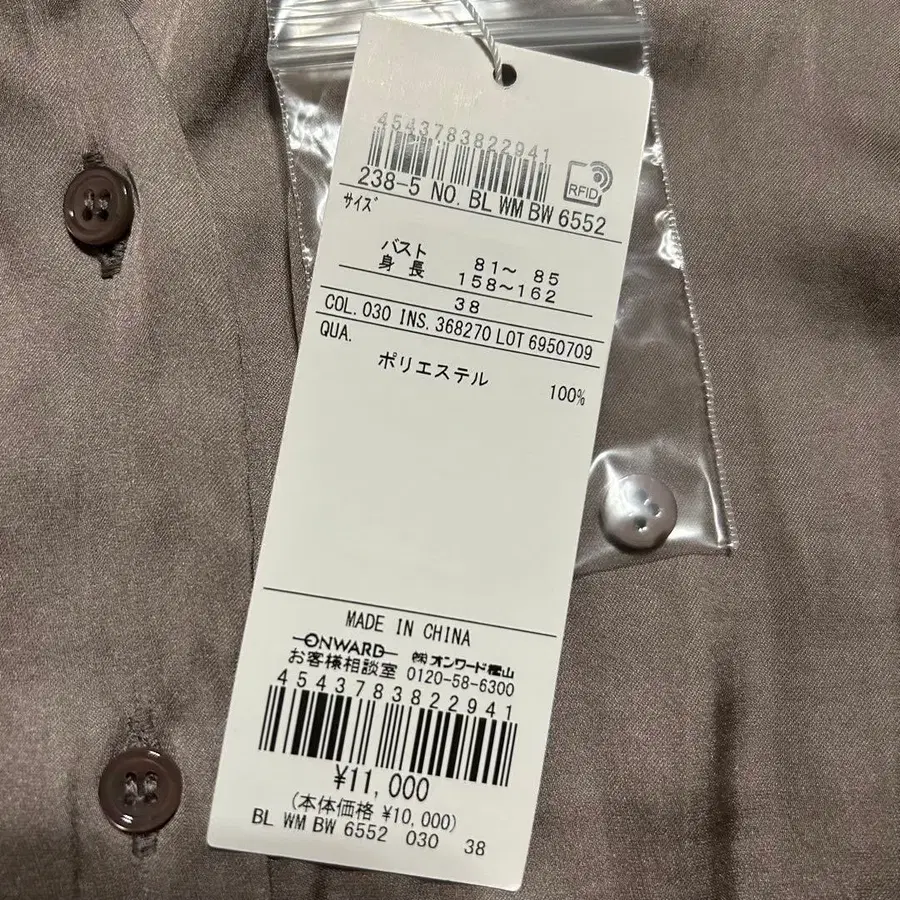 4543783822941
RFID
238-5 NO. BL WM BW 6552
サイズ
バスト 81～ 85
身長 158～162
38
COL. 030 INS. 368270 LOT 6950709
QUA.
ポリエステル 100%
MADE IN CHINA
ONWARD ㈱オンワード樫山
お客様相談室 0120-58-6300
4543783822941
¥11,000
(本体価格 ¥10,000)
BL WM BW 6552 030 38